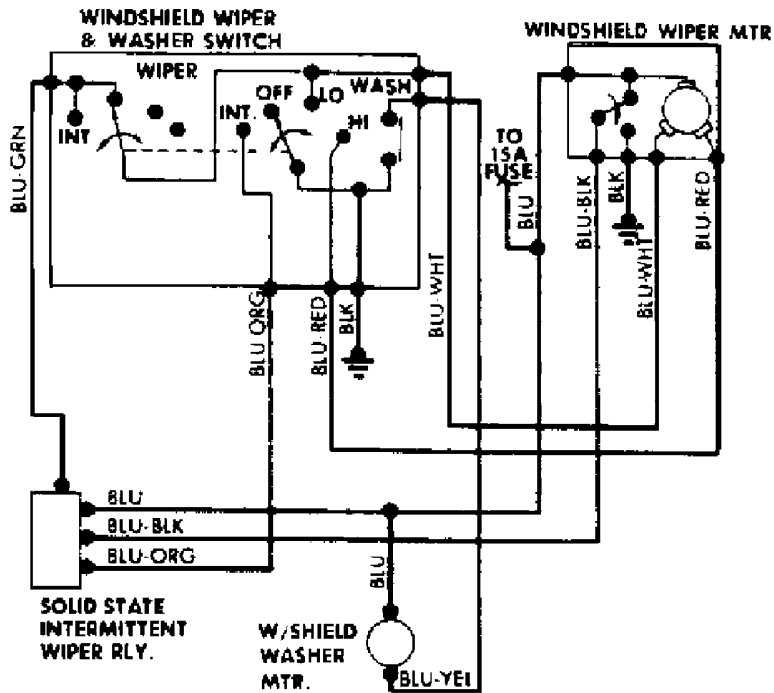 WINDSHIELD WIPER
& WASHER SWITCH
WINDSHIELD WIPER MTR
WIPER
WASH
OFF
LO
INT
INT.
HI
TO
15A
FUSE
BLU-GRN
BLU
BLU-BLK
BLK
BLU-WHT
BLU-RED
BLU ORG
BLU-RED
BLK
BLU-WHT
BLU
BLU-BLK
BLU-ORG
BLU
SOLID STATE
INTERMITTENT
WIPER RLY.
W/SHIELD
WASHER
MTR.
BLU-YEL